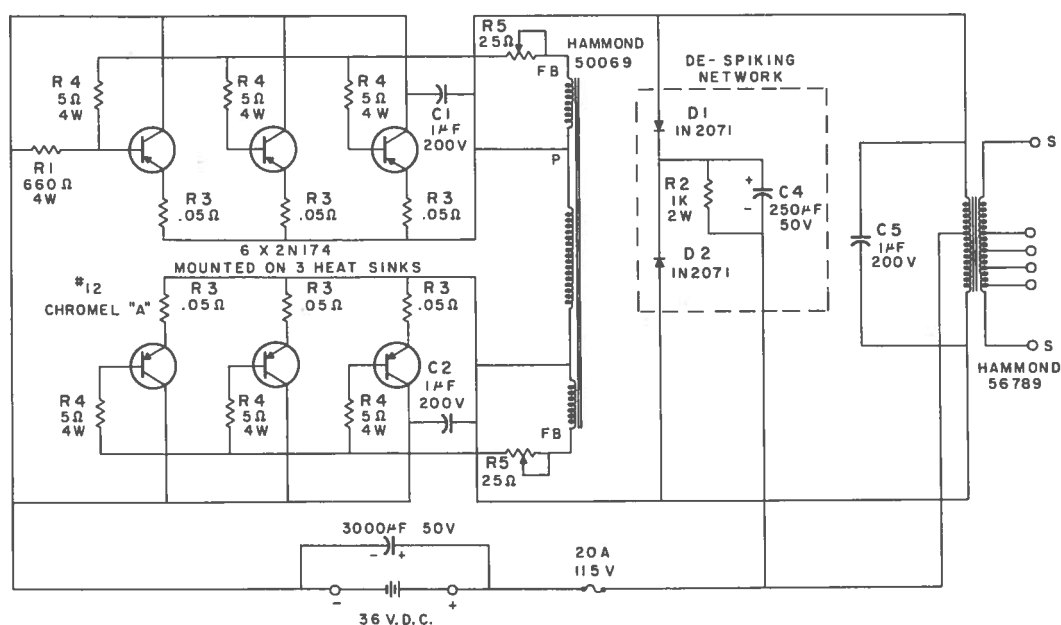 R5
25Ω
HAMMOND
50069
FB
DE-SPIKING
NETWORK
R4
5Ω
4W
R4
5Ω
4W
R4
5Ω
4W
C1
1µF
200V
D1
IN2071
S
R1
660Ω
4W
P
R2
1K
2W
+
-
C4
250µF
50V
R3
.05Ω
R3
.05Ω
R3
.05Ω
C5
1µF
200V
6 X 2N174
MOUNTED ON 3 HEAT SINKS
D2
IN2071
#12
CHROMEL "A"
R3
.05Ω
R3
.05Ω
R3
.05Ω
S
HAMMOND
56789
C2
1µF
200V
R4
5Ω
4W
R4
5Ω
4W
R4
5Ω
4W
FB
R5
25Ω
3000µF 50V
- +
20A
115V
- +
36 V.D.C.